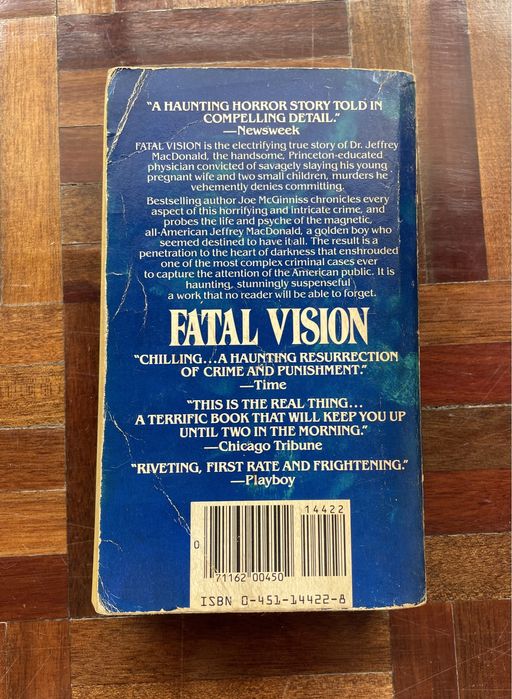 “A HAUNTING HORROR STORY TOLD IN
COMPELLING DETAIL.”
—Newsweek
FATAL VISION is the electrifying true story of Dr. Jeffrey
MacDonald, the handsome, Princeton-educated
physician convicted of savagely slaying his young
pregnant wife and two small children, murders he
vehemently denies committing.
Bestselling author Joe McGinniss chronicles every
aspect of this horrifying and intricate crime, and
probes the life and psyche of the magnetic,
all-American Jeffrey MacDonald, a golden boy who
seemed destined to have it all. The result is a
penetration to the heart of darkness that enshrouded
one of the most complex criminal cases ever
to capture the attention of the American public. It is
haunting, stunningly suspenseful
a work that no reader will be able to forget.
FATAL VISION
“CHILLING...A HAUNTING RESURRECTION
OF CRIME AND PUNISHMENT.”
—Time
“THIS IS THE REAL THING...
A TERRIFIC BOOK THAT WILL KEEP YOU UP
UNTIL TWO IN THE MORNING.”
—Chicago Tribune
“RIVETING, FIRST RATE AND FRIGHTENING.”
—Playboy
14422
0
71162 00450
ISBN 0-451-14422-8